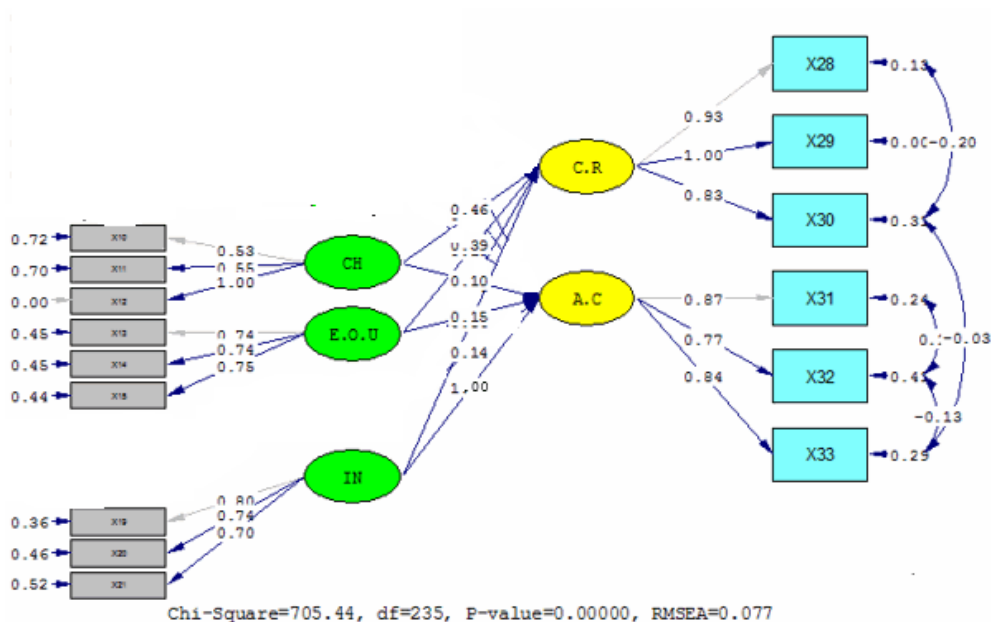 X28
0.13
0.93
X29
0.00
-0.20
1.00
C.R
0.83
X30
0.46
0.72
X10
0.53
0.39
0.70
X11
0.55
CH
X31
0.10
0.87
0.24
0.00
X12
1.00
A.C
0.45
X13
0.74
0.15
-0.03
E.O.U
0.77
0.45
X14
0.74
0.14
X32
0.75
0.84
0.44
X15
1,00
-0.13
X33
0.29
IN
0.80
0.36
X19
0.74
0.46
X20
0.70
0.52
X21
Chi-Square=705.44, df=235, P-value=0.00000, RMSEA=0.077